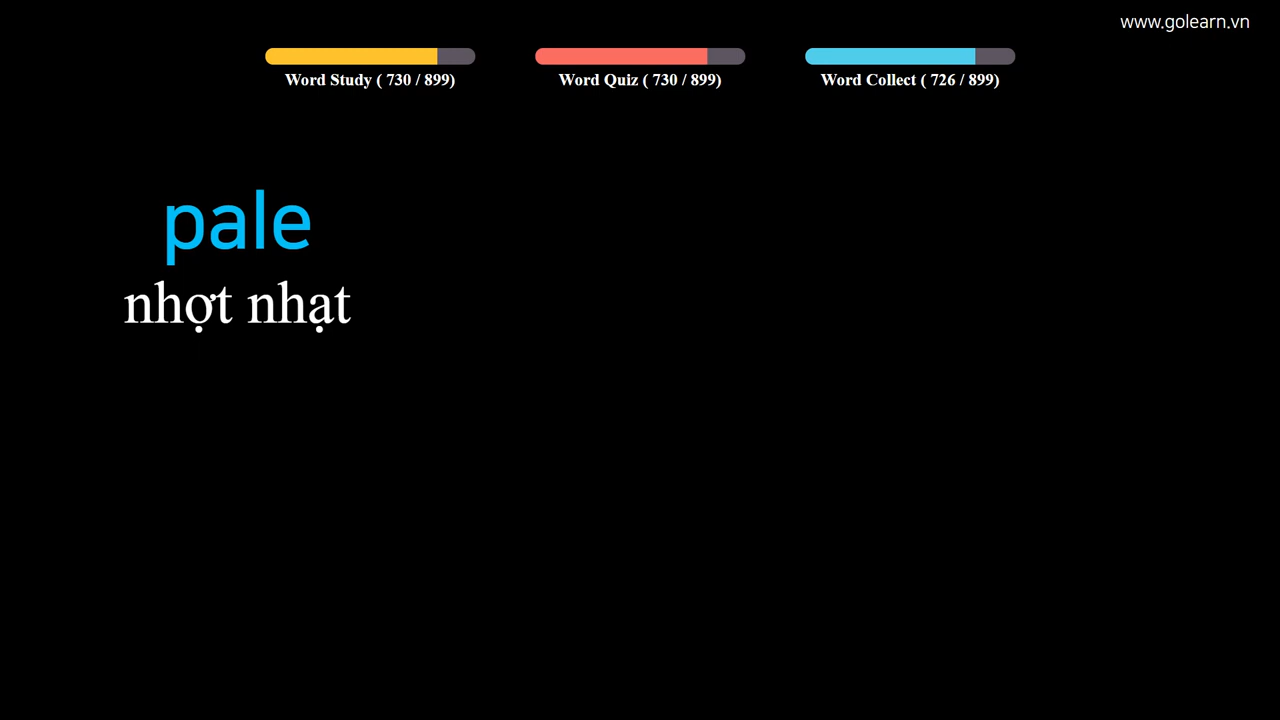 www.golearn.vn
Word Study ( 730 / 899)
Word Quiz ( 730 / 899)
Word Collect ( 726 / 899)
pale
nhợt nhạt